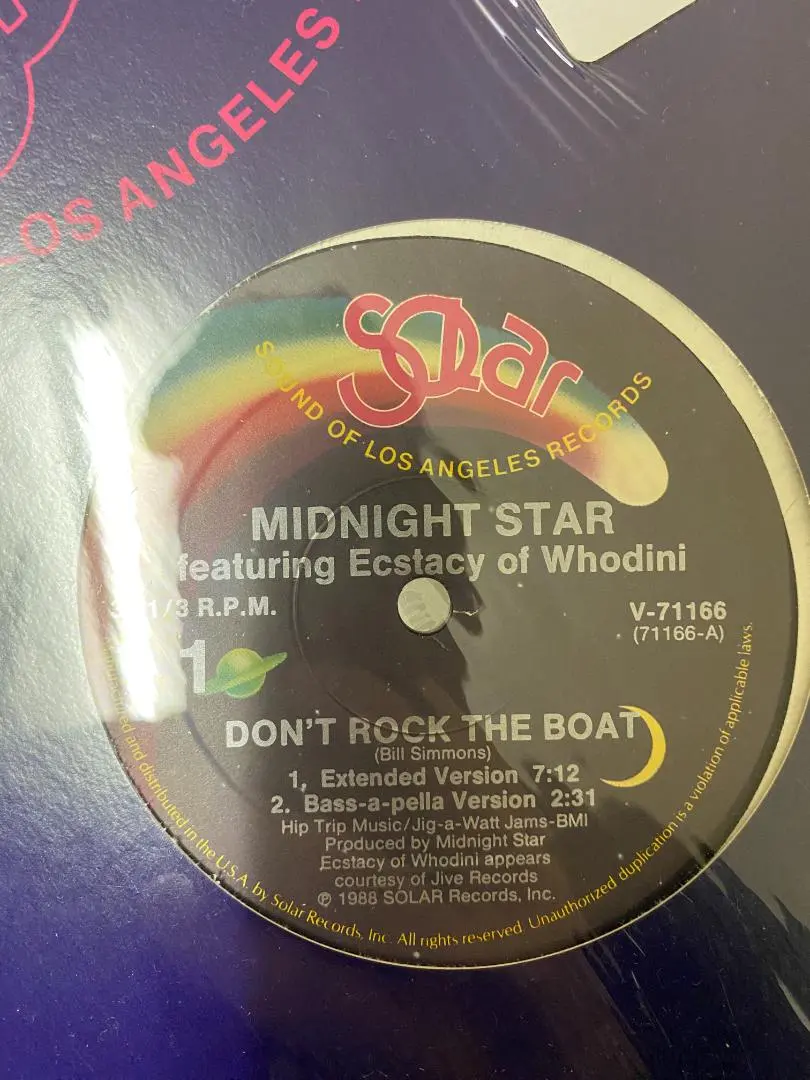 LOS ANGELES
SOLAR
SOUND OF LOS ANGELES RECORDS
MIDNIGHT STAR
featuring Ecstacy of Whodini
1/3 R.P.M.
V-71166
(71166-A)
1
DON'T ROCK THE BOAT
(Bill Simmons)
1. Extended Version 7:12
2. Bass-a-pella Version 2:31
Hip Trip Music/Jig-a-Watt Jams-BMI
Produced by Midnight Star
Ecstacy of Whodini appears
courtesy of Jive Records
℗ 1988 SOLAR Records, Inc.
and distributed in the U.S.A. by Solar Records, Inc. All rights reserved. Unauthorized duplication is a violation of applicable laws.